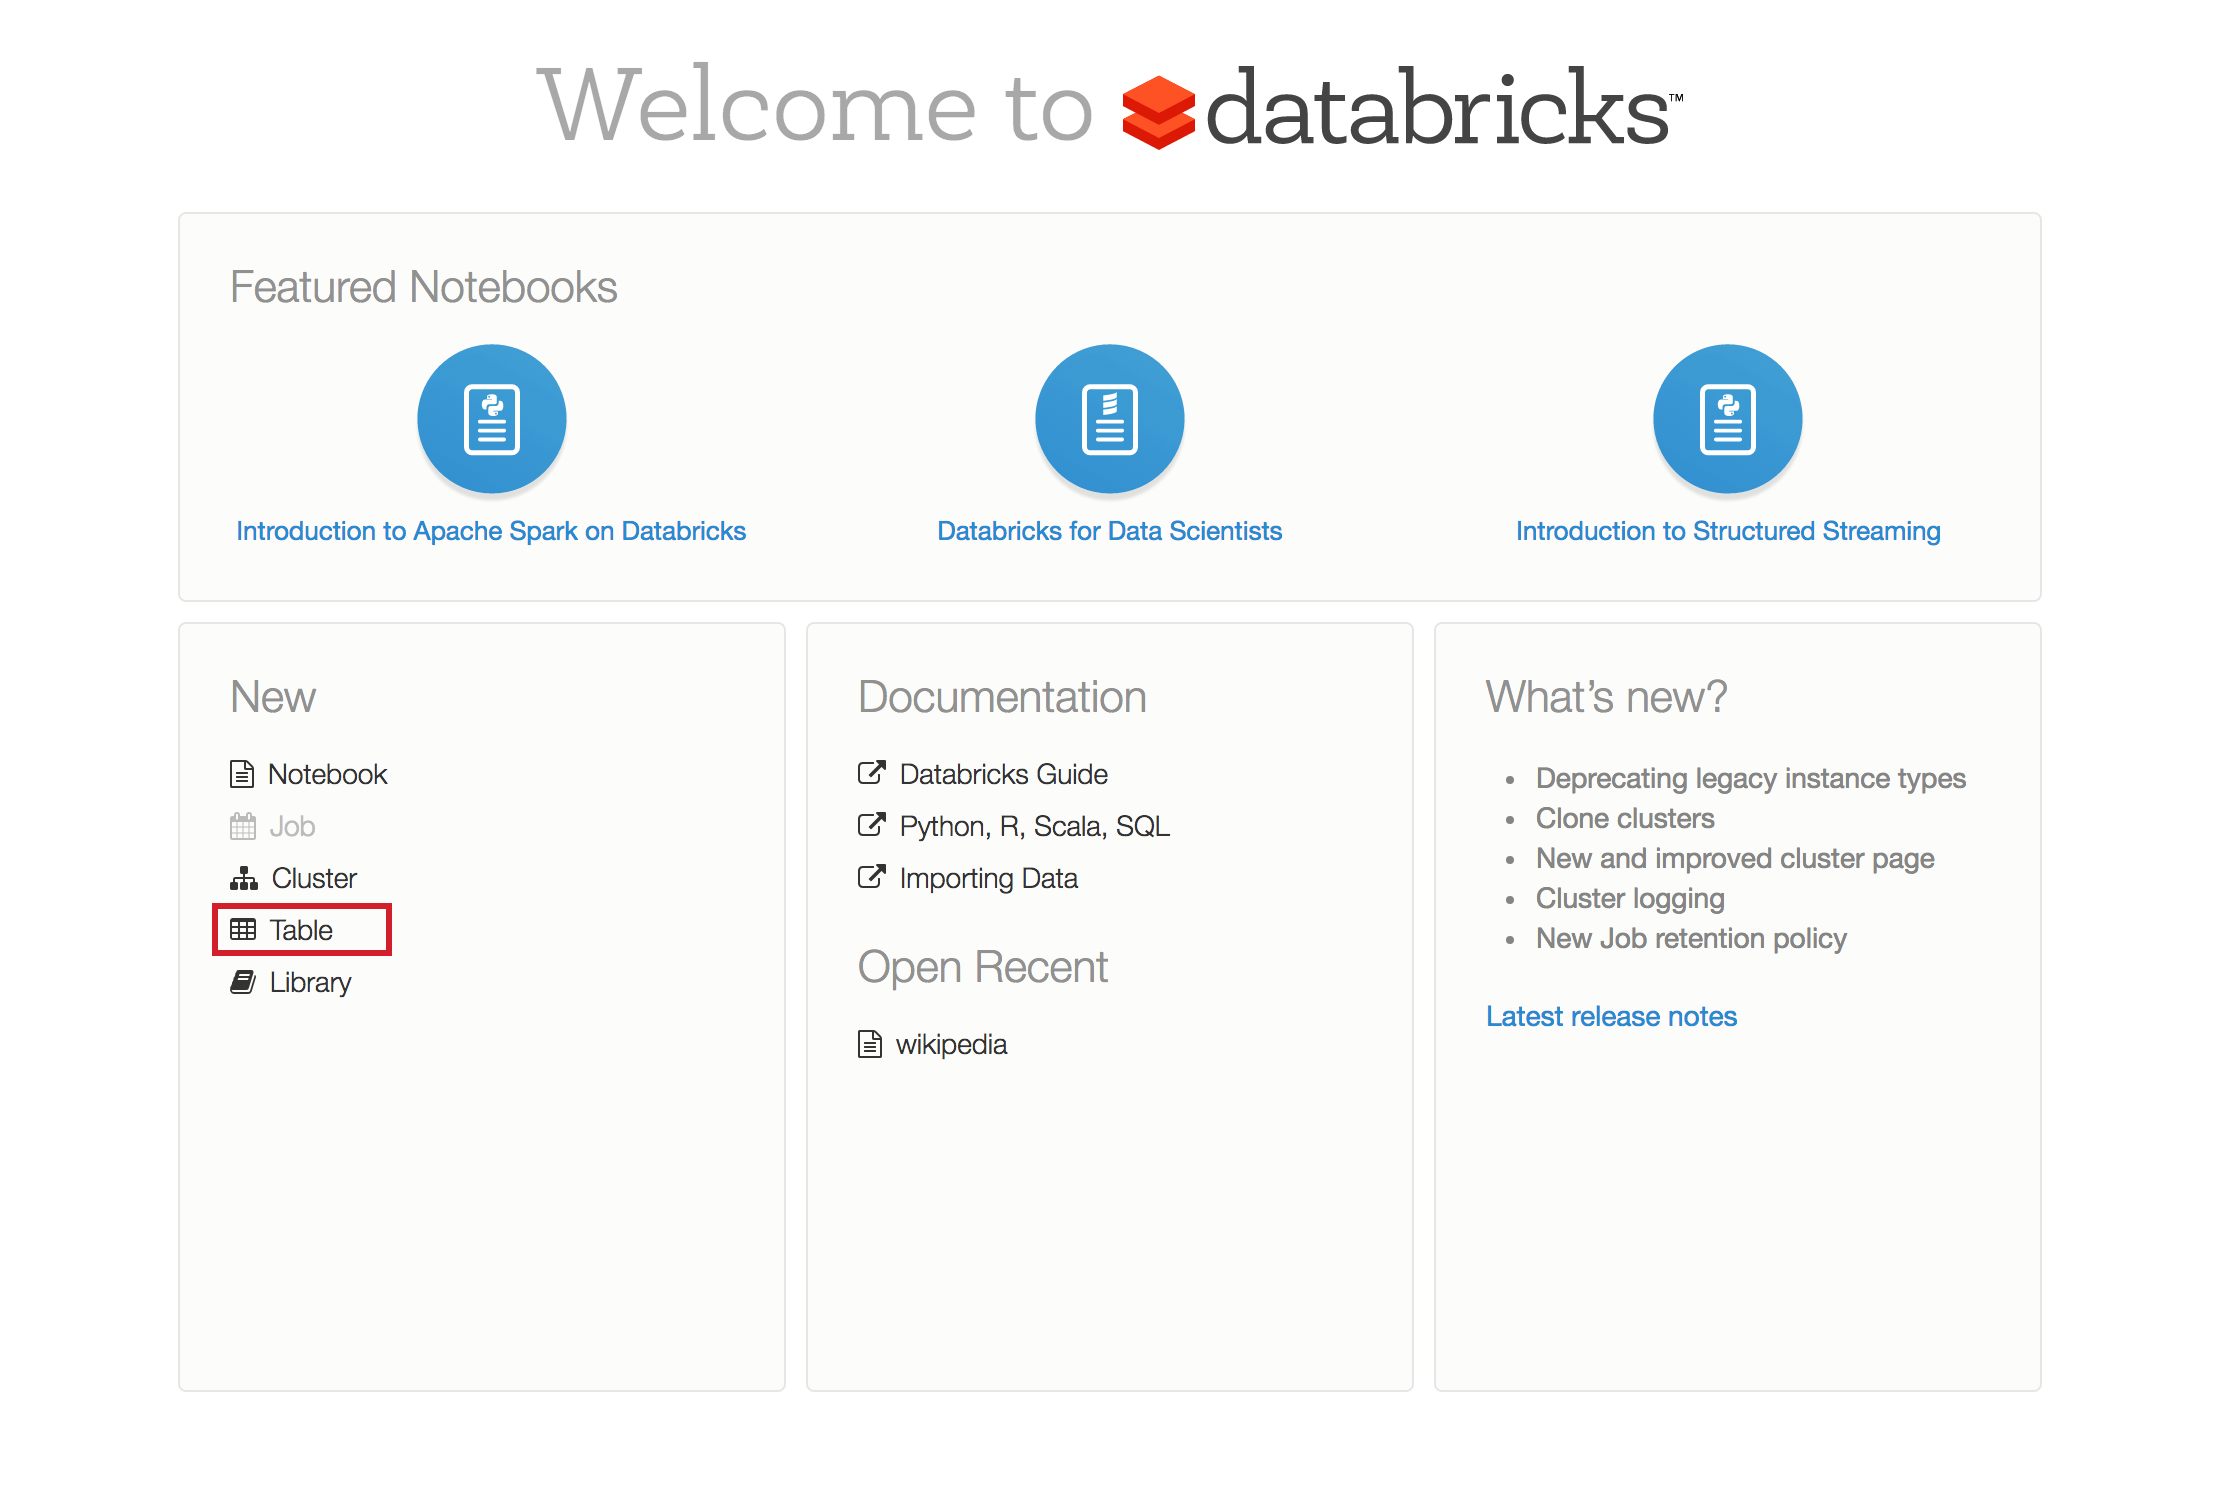 Welcome to databricks™
Featured Notebooks
Introduction to Apache Spark on Databricks
Databricks for Data Scientists
Introduction to Structured Streaming
New
Notebook
Job
Cluster
Table
Library
Documentation
Databricks Guide
Python, R, Scala, SQL
Importing Data
Open Recent
wikipedia
What's new?
• Deprecating legacy instance types
• Clone clusters
• New and improved cluster page
• Cluster logging
• New Job retention policy
Latest release notes